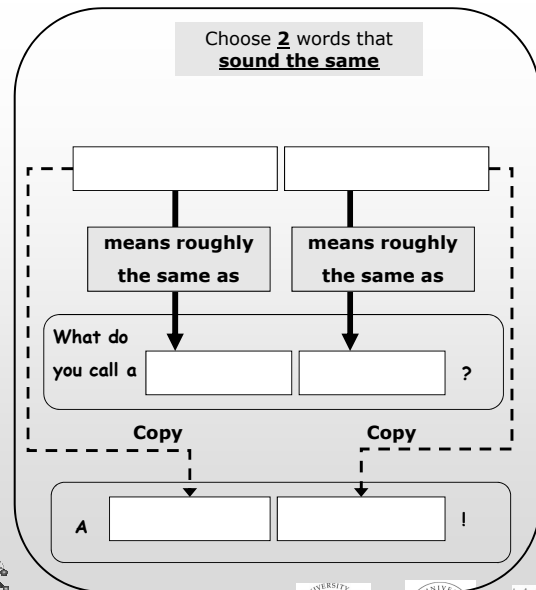 Choose 2 words that
sound the same
means roughly
the same as
means roughly
the same as
What do
you call a
?
Copy
Copy
A
!